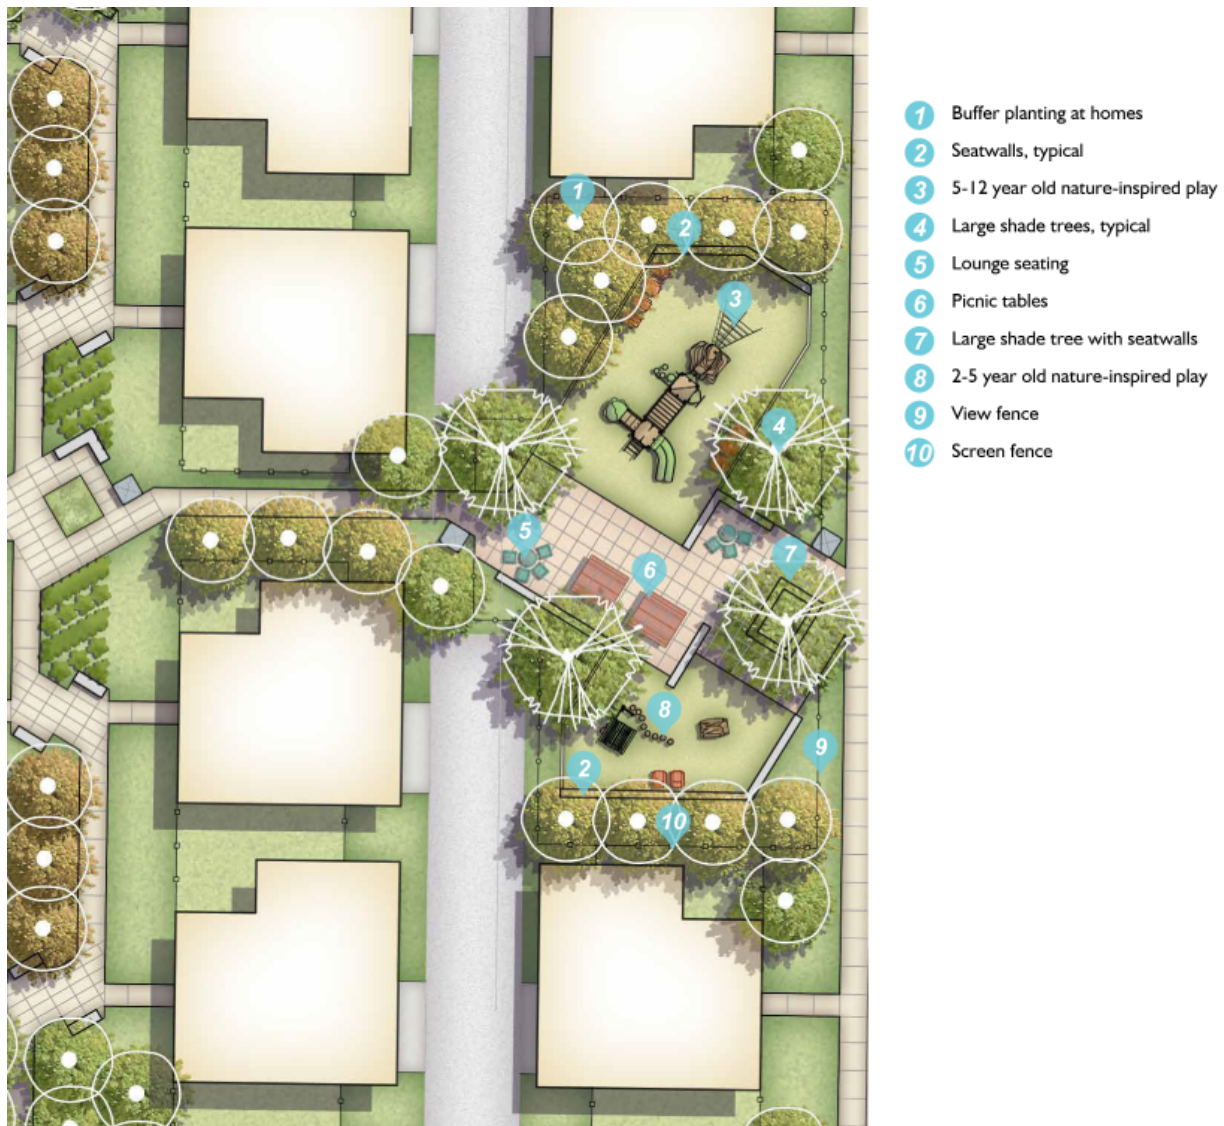 1 Buffer planting at homes
2 Seatwalls, typical
3 5-12 year old nature-inspired play
4 Large shade trees, typical
5 Lounge seating
6 Picnic tables
7 Large shade tree with seatwalls
8 2-5 year old nature-inspired play
9 View fence
10 Screen fence
1
2
3
4
5
6
7
8
9
2
10